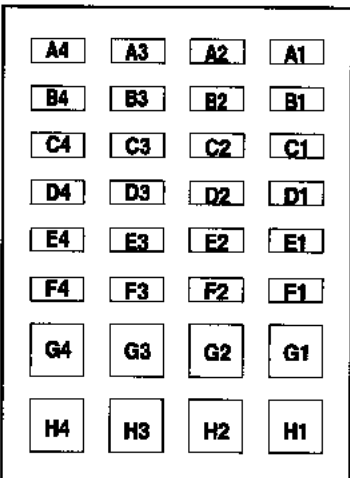 A4 A3 A2 A1
B4 B3 B2 B1
C4 C3 C2 C1
D4 D3 D2 D1
E4 E3 E2 E1
F4 F3 F2 F1
G4 G3 G2 G1
H4 H3 H2 H1